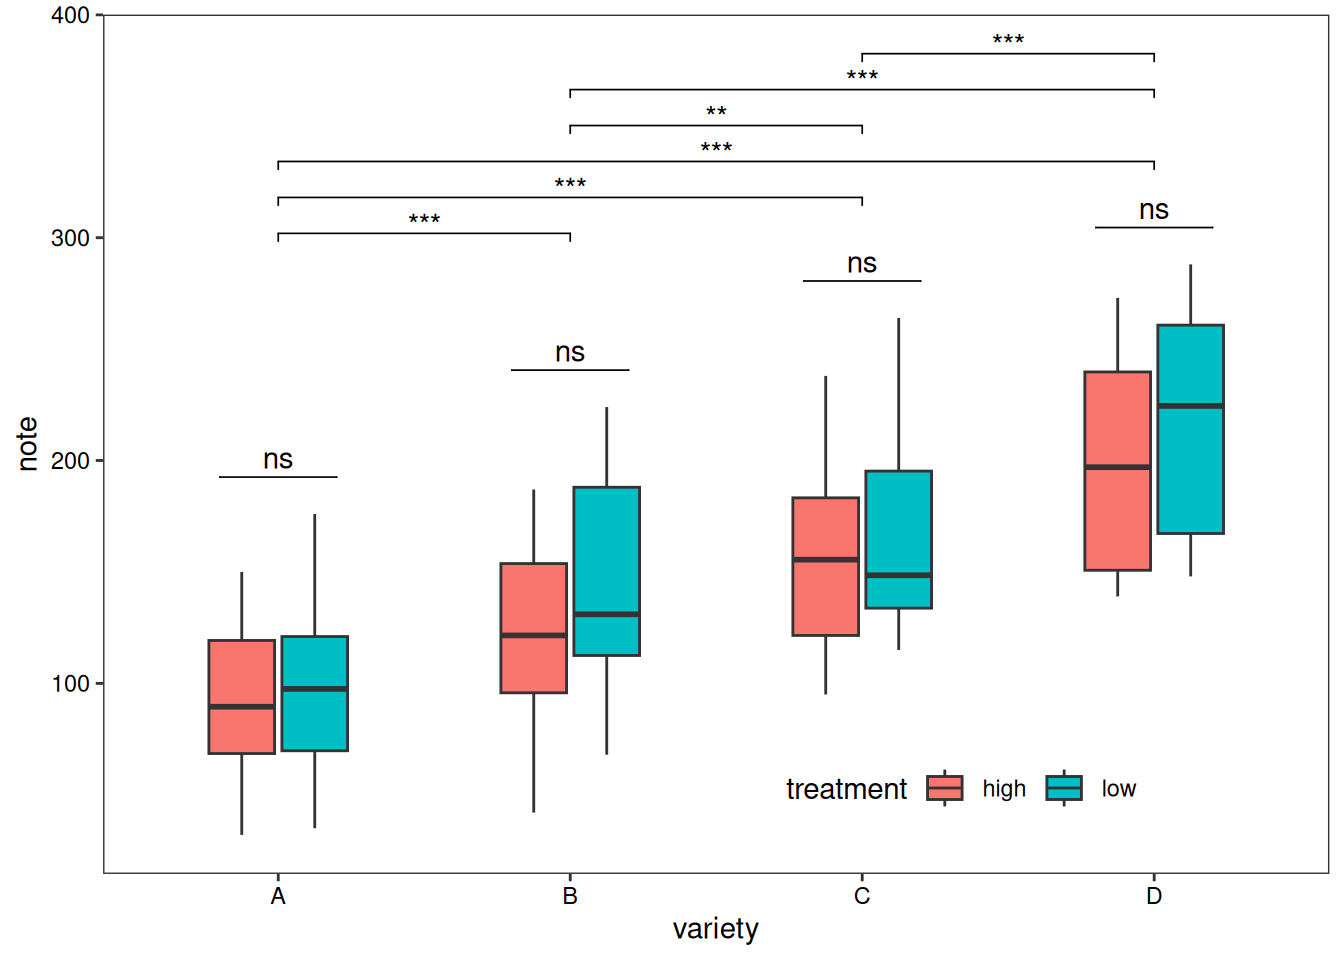 400
***
***
**
***
***
***
ns
300
ns
ns
note
200
ns
100
treatment high low
A B C D
variety